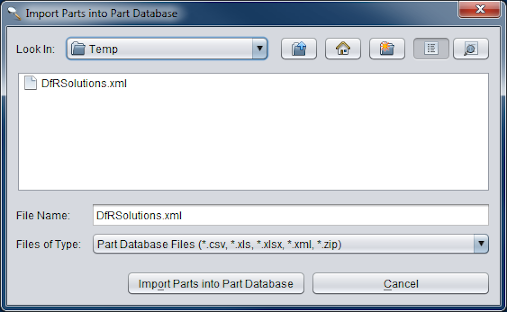 Import Parts into Part Database
Look In: Temp
DfRSolutions.xml
File Name: DfRSolutions.xml
Files of Type: Part Database Files (*.csv, *.xls, *.xlsx, *.xml, *.zip)
Import Parts into Part Database Cancel